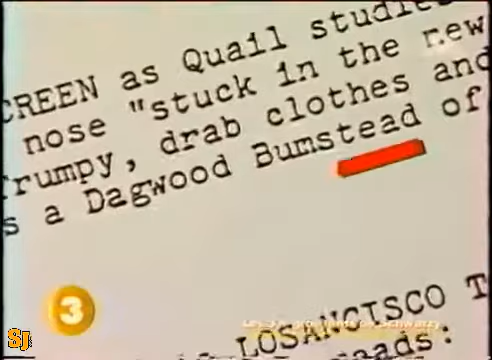 CREEN as Quail studie
nose "stuck in the new
rumpy, drab clothes and
s a Dagwood Bumstead of
LOSANCISCO T
eads:
3
SJ